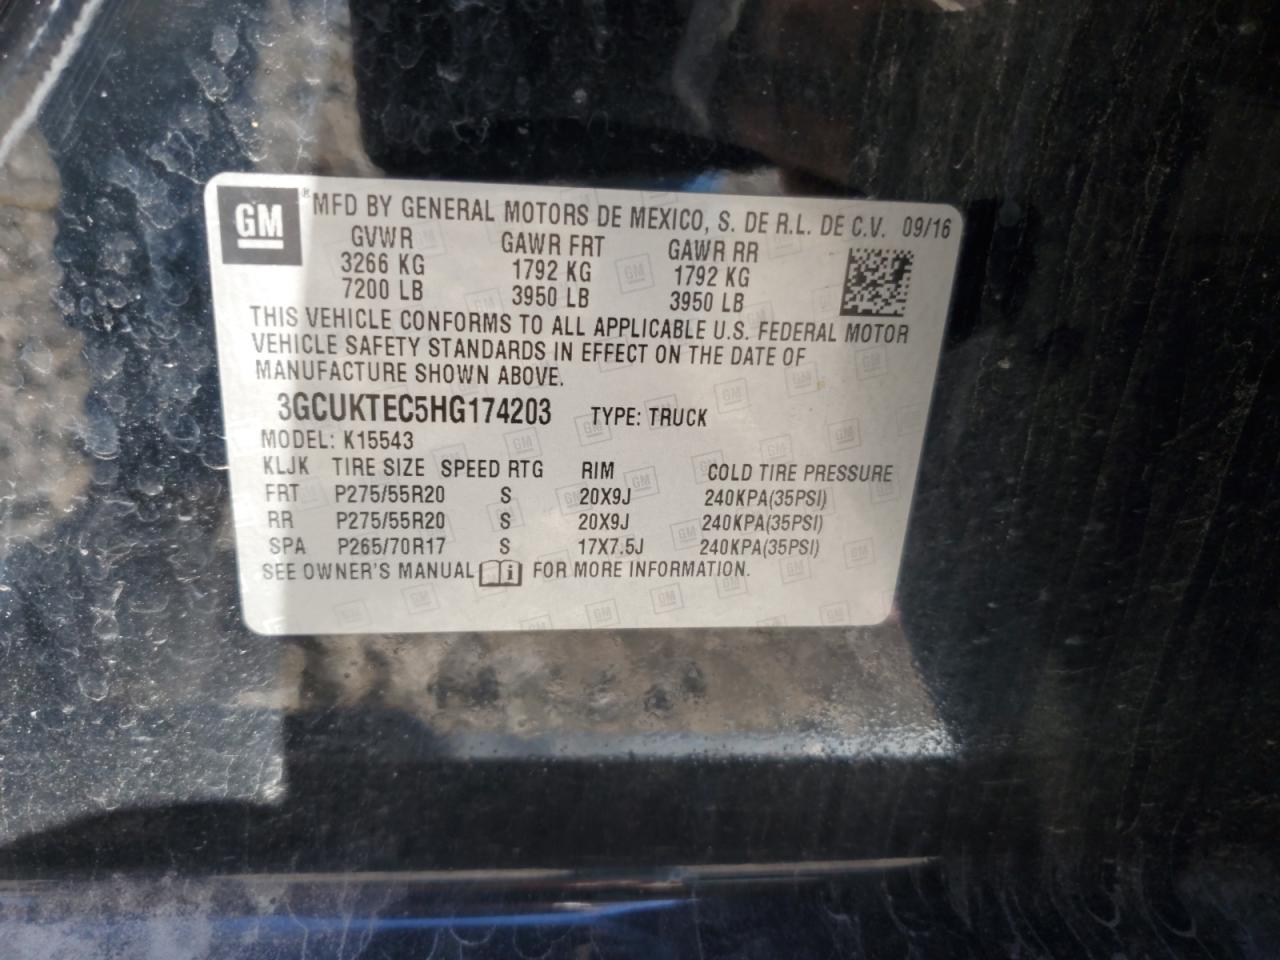 GM ® MFD BY GENERAL MOTORS DE MEXICO, S. DE R.L. DE C.V. 09/16
GVWR GAWR FRT GAWR RR
3266 KG 1792 KG 1792 KG
7200 LB 3950 LB 3950 LB
THIS VEHICLE CONFORMS TO ALL APPLICABLE U.S. FEDERAL MOTOR
VEHICLE SAFETY STANDARDS IN EFFECT ON THE DATE OF
MANUFACTURE SHOWN ABOVE.
3GCUKTEC5HG174203 TYPE: TRUCK
MODEL: K15543
KLJK TIRE SIZE SPEED RTG RIM COLD TIRE PRESSURE
FRT P275/55R20 S 20X9J 240KPA(35PSI)
RR P275/55R20 S 20X9J 240KPA(35PSI)
SPA P265/70R17 S 17X7.5J 240KPA(35PSI)
SEE OWNER'S MANUAL i FOR MORE INFORMATION.